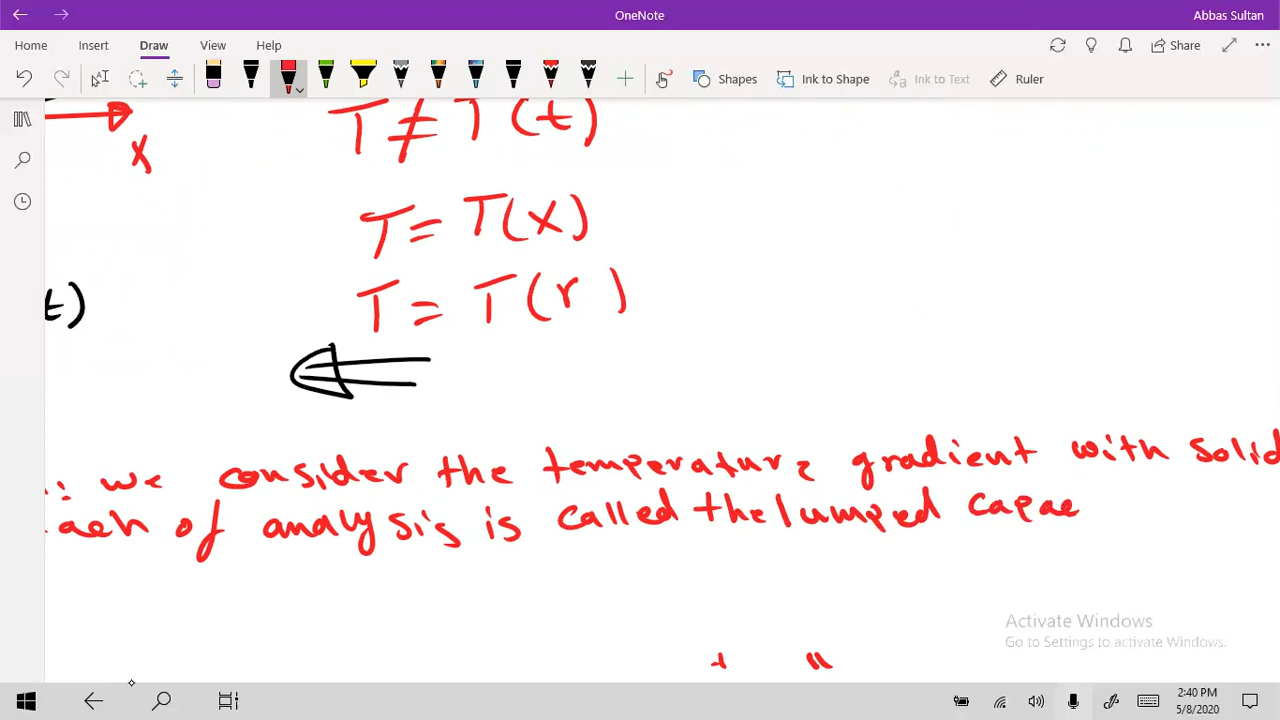 OneNote
Abbas Sultan
Home Insert Draw View Help
Share
Shapes Ink to Shape Ink to Text Ruler
T ≠ T(t)
x
T = T(x)
T = T(r )
t)
: we consider the temperature gradient with solid
ach of analysis is called the lumped capac
Activate Windows
Go to Settings to activate Windows.
2:40 PM
5/8/2020